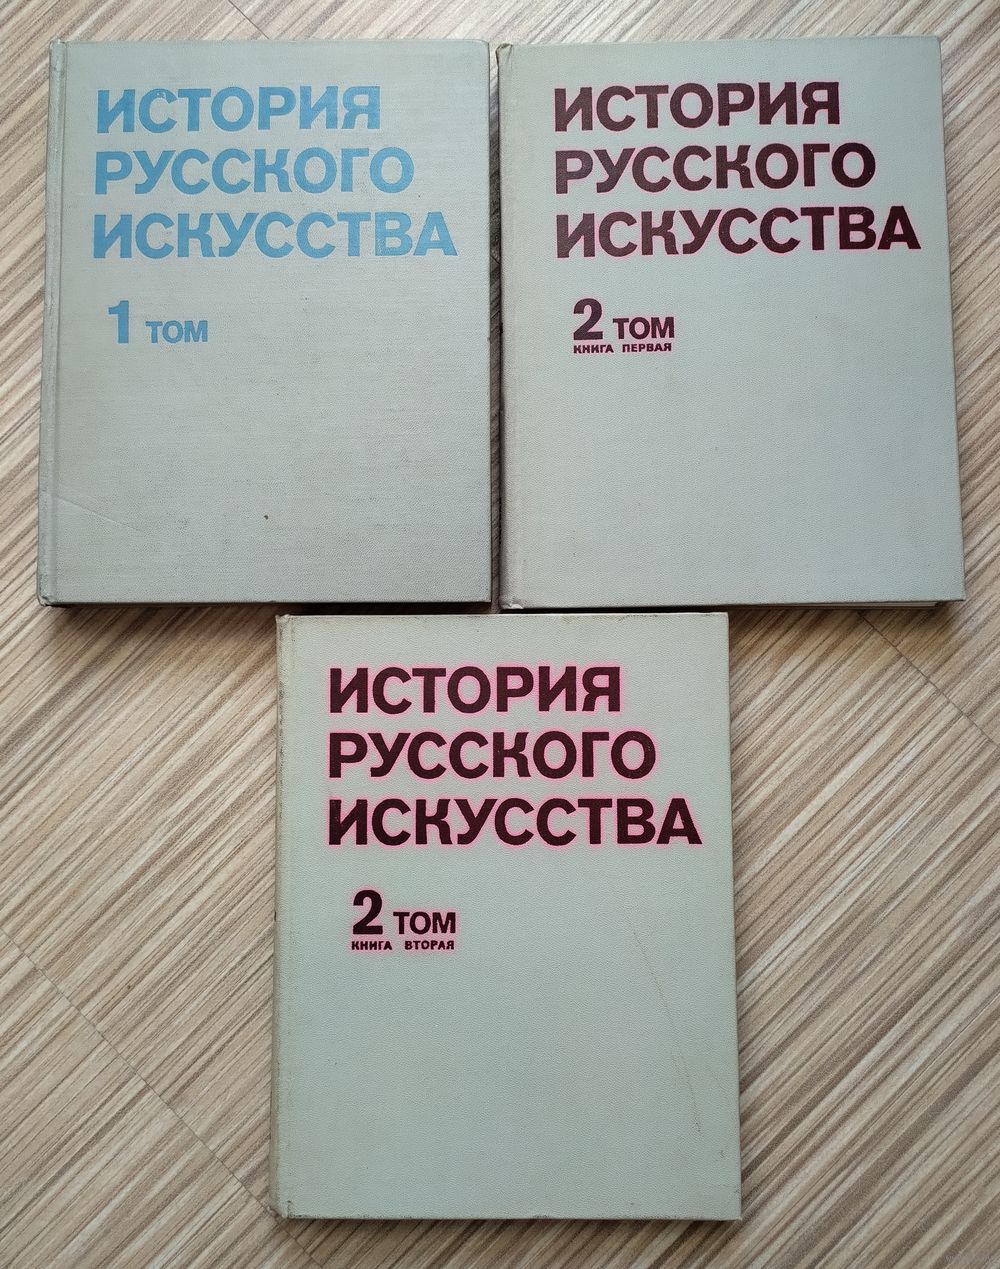 ИСТОРИЯ
РУССКОГО
ИСКУССТВА
1 ТОМ
ИСТОРИЯ
РУССКОГО
ИСКУССТВА
2 ТОМ
КНИГА ПЕРВАЯ
ИСТОРИЯ
РУССКОГО
ИСКУССТВА
2 ТОМ
КНИГА ВТОРАЯ